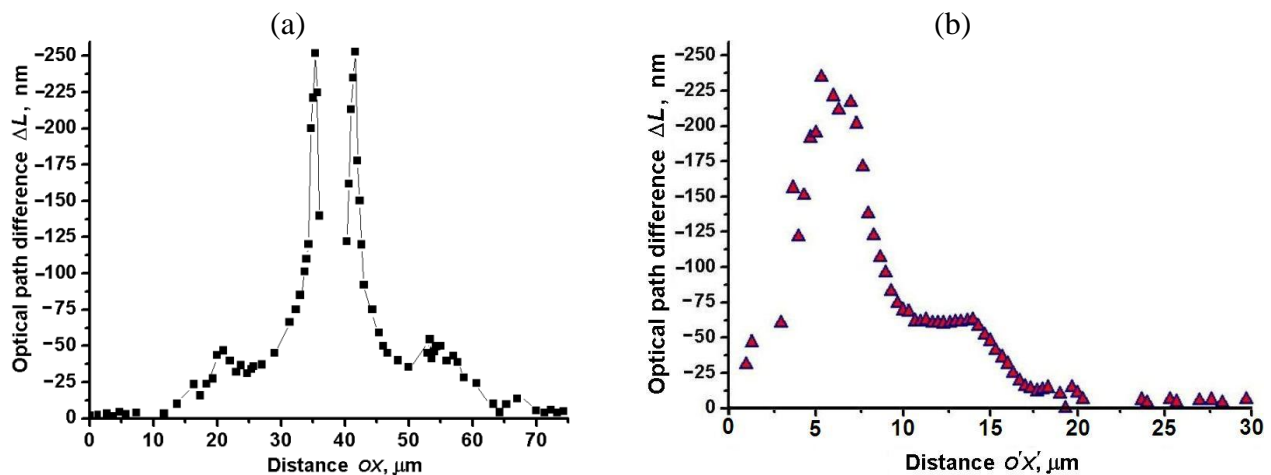 (a)
Optical path difference ΔL, nm
−250
−225
−200
−175
−150
−125
−100
−75
−50
−25
0
0 10 20 30 40 50 60 70
Distance ox, μm
(b)
Optical path difference ΔL, nm
−250
−225
−200
−175
−150
−125
−100
−75
−50
−25
0
0 5 10 15 20 25 30
Distance o'x', μm